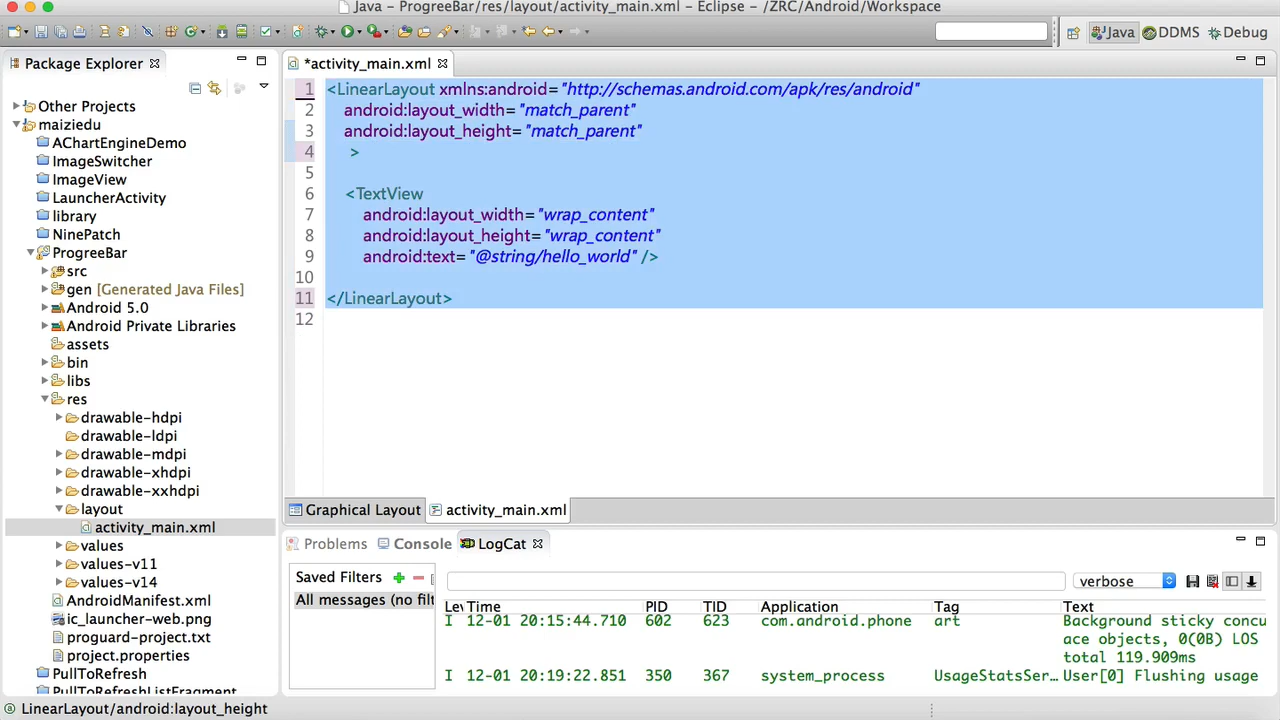 Java - ProgreeBar/res/layout/activity_main.xml - Eclipse - /ZRC/Android/Workspace
Java
DDMS
Debug
Package Explorer
Other Projects
maiziedu
AChartEngineDemo
ImageSwitcher
ImageView
LauncherActivity
library
NinePatch
ProgreeBar
src
gen [Generated Java Files]
Android 5.0
Android Private Libraries
assets
bin
libs
res
drawable-hdpi
drawable-ldpi
drawable-mdpi
drawable-xhdpi
drawable-xxhdpi
layout
activity_main.xml
values
values-v11
values-v14
AndroidManifest.xml
ic_launcher-web.png
proguard-project.txt
project.properties
PullToRefresh
PullToRefreshListFragment
*activity_main.xml
1 <LinearLayout xmlns:android="http://schemas.android.com/apk/res/android"
2 android:layout_width="match_parent"
3 android:layout_height="match_parent"
4 >
5
6 <TextView
7 android:layout_width="wrap_content"
8 android:layout_height="wrap_content"
9 android:text="@string/hello_world" />
10
11 </LinearLayout>
12
Graphical Layout
activity_main.xml
Problems
Console
LogCat
Saved Filters
All messages (no filt
verbose
Le Time PID TID Application Tag Text
I 12-01 20:15:44.710 602 623 com.android.phone art Background sticky conc
ace objects, 0(0B) LOS
total 119.909ms
I 12-01 20:19:22.851 350 367 system_process UsageStatsSer… User[0] Flushing usage
LinearLayout/android:layout_height